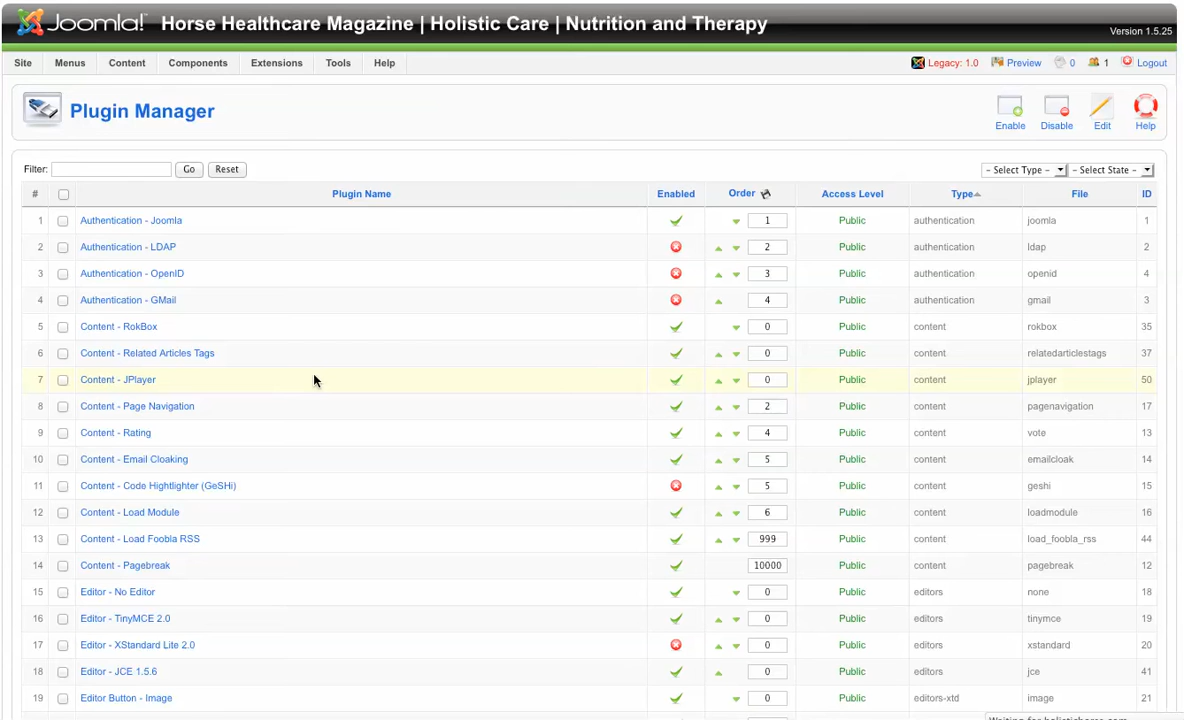 Joomla! Horse Healthcare Magazine | Holistic Care | Nutrition and Therapy
Version 1.5.25
Site Menus Content Components Extensions Tools Help Legacy: 1.0 Preview 0 1 Logout
Plugin Manager
Enable Disable Edit Help
Filter: Go Reset - Select Type - - Select State -
# Plugin Name Enabled Order Access Level Type File ID
1 Authentication - Joomla 1 Public authentication joomla 1
2 Authentication - LDAP 2 Public authentication ldap 2
3 Authentication - OpenID 3 Public authentication openid 4
4 Authentication - GMail 4 Public authentication gmail 3
5 Content - RokBox 0 Public content rokbox 35
6 Content - Related Articles Tags 0 Public content relatedarticlestags 37
7 Content - JPlayer 0 Public content jplayer 50
8 Content - Page Navigation 2 Public content pagenavigation 17
9 Content - Rating 4 Public content vote 13
10 Content - Email Cloaking 5 Public content emailcloak 14
11 Content - Code Hightlighter (GeSHi) 5 Public content geshi 15
12 Content - Load Module 6 Public content loadmodule 16
13 Content - Load Foobla RSS 999 Public content load_foobla_rss 44
14 Content - Pagebreak 10000 Public content pagebreak 12
15 Editor - No Editor 0 Public editors none 18
16 Editor - TinyMCE 2.0 0 Public editors tinymce 19
17 Editor - XStandard Lite 2.0 0 Public editors xstandard 20
18 Editor - JCE 1.5.6 0 Public editors jce 41
19 Editor Button - Image 0 Public editors-xtd image 21